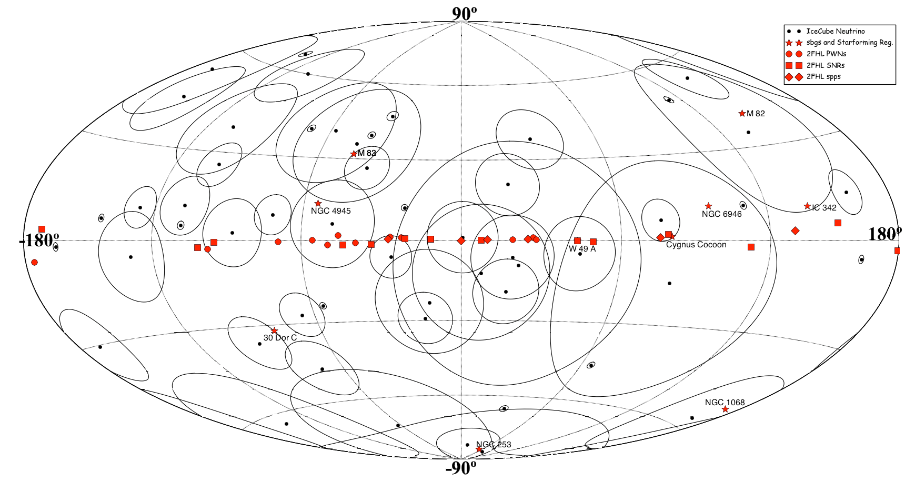 90º
IceCube Neutrino
sbgs and Starforming Reg.
2FHL PWNs
2FHL SNRs
2FHL spps
M 82
M 83
NGC 4945
NGC 6946
IC 342
-180º
180º
Cygnus Cocoon
W 49 A
30 Dor C
NGC 1068
NGC 253
-90º